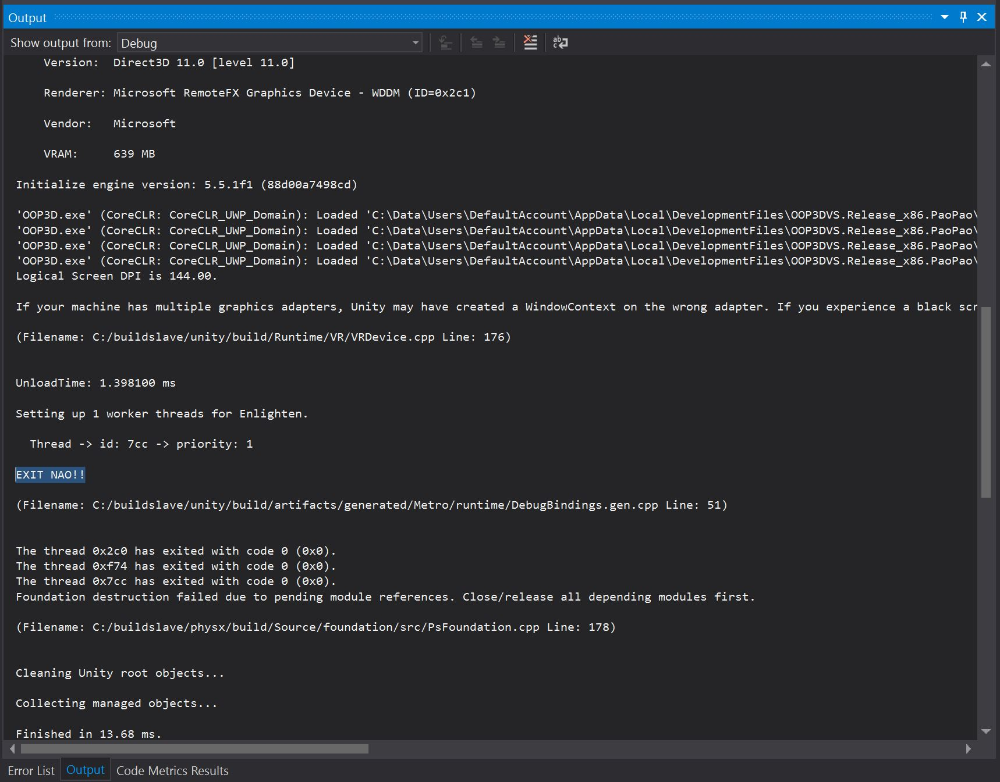 Output
Show output from: Debug
Version:  Direct3D 11.0 [level 11.0]
Renderer: Microsoft RemoteFX Graphics Device - WDDM (ID=0x2c1)
Vendor:   Microsoft
VRAM:     639 MB
Initialize engine version: 5.5.1f1 (88d00a7498cd)
'OOP3D.exe' (CoreCLR: CoreCLR_UWP_Domain): Loaded 'C:\Data\Users\DefaultAccount\AppData\Local\DevelopmentFiles\OOP3DVS.Release_x86.PaoPao\
'OOP3D.exe' (CoreCLR: CoreCLR_UWP_Domain): Loaded 'C:\Data\Users\DefaultAccount\AppData\Local\DevelopmentFiles\OOP3DVS.Release_x86.PaoPao\
'OOP3D.exe' (CoreCLR: CoreCLR_UWP_Domain): Loaded 'C:\Data\Users\DefaultAccount\AppData\Local\DevelopmentFiles\OOP3DVS.Release_x86.PaoPao\
'OOP3D.exe' (CoreCLR: CoreCLR_UWP_Domain): Loaded 'C:\Data\Users\DefaultAccount\AppData\Local\DevelopmentFiles\OOP3DVS.Release_x86.PaoPao\
Logical Screen DPI is 144.00.
If your machine has multiple graphics adapters, Unity may have created a WindowContext on the wrong adapter. If you experience a black scr
(Filename: C:/buildslave/unity/build/Runtime/VR/VRDevice.cpp Line: 176)
UnloadTime: 1.398100 ms
Setting up 1 worker threads for Enlighten.
Thread -> id: 7cc -> priority: 1
EXIT NAO!!
(Filename: C:/buildslave/unity/build/artifacts/generated/Metro/runtime/DebugBindings.gen.cpp Line: 51)
The thread 0x2c0 has exited with code 0 (0x0).
The thread 0xf74 has exited with code 0 (0x0).
The thread 0x7cc has exited with code 0 (0x0).
Foundation destruction failed due to pending module references. Close/release all depending modules first.
(Filename: C:/buildslave/physx/build/Source/foundation/src/PsFoundation.cpp Line: 178)
Cleaning Unity root objects...
Collecting managed objects...
Finished in 13.68 ms.
Error List Output Code Metrics Results